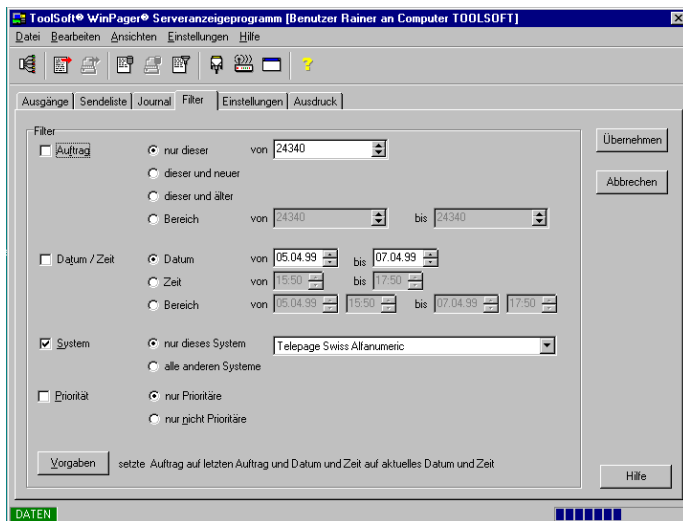 ToolSoft® WinPager® Serveranzeigeprogramm [Benutzer Rainer an Computer TOOLSOFT]
Datei Bearbeiten Ansichten Einstellungen Hilfe
Ausgänge Sendeliste Journal Filter Einstellungen Ausdruck
Filter
Auftrag nur dieser von 24340
dieser und neuer
dieser und älter
Bereich von 24340 bis 24340
Datum / Zeit Datum von 05.04.99 bis 07.04.99
Zeit von 15:50 bis 17:50
Bereich von 05.04.99 15:50 bis 07.04.99 17:50
System nur dieses System Telepage Swiss Alfanumeric
alle anderen Systeme
Priorität nur Prioritäre
nur nicht Prioritäre
Vorgaben setzte Auftrag auf letzten Auftrag und Datum und Zeit auf aktuelles Datum und Zeit
Übernehmen
Abbrechen
Hilfe
DATEN